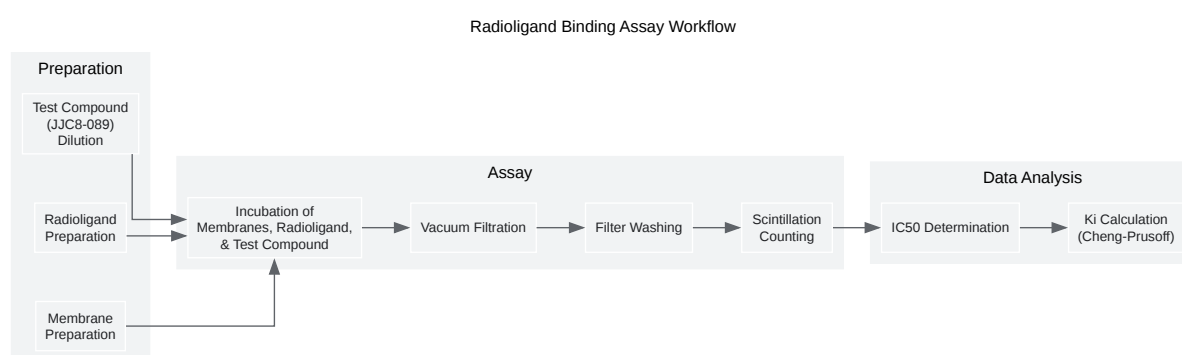 Radioligand Binding Assay Workflow
Preparation
Test Compound
(JJC8-089)
Dilution
Radioligand
Preparation
Membrane
Preparation
Assay
Incubation of
Membranes, Radioligand,
& Test Compound
Vacuum Filtration
Filter Washing
Scintillation
Counting
Data Analysis
IC50 Determination
Ki Calculation
(Cheng-Prusoff)